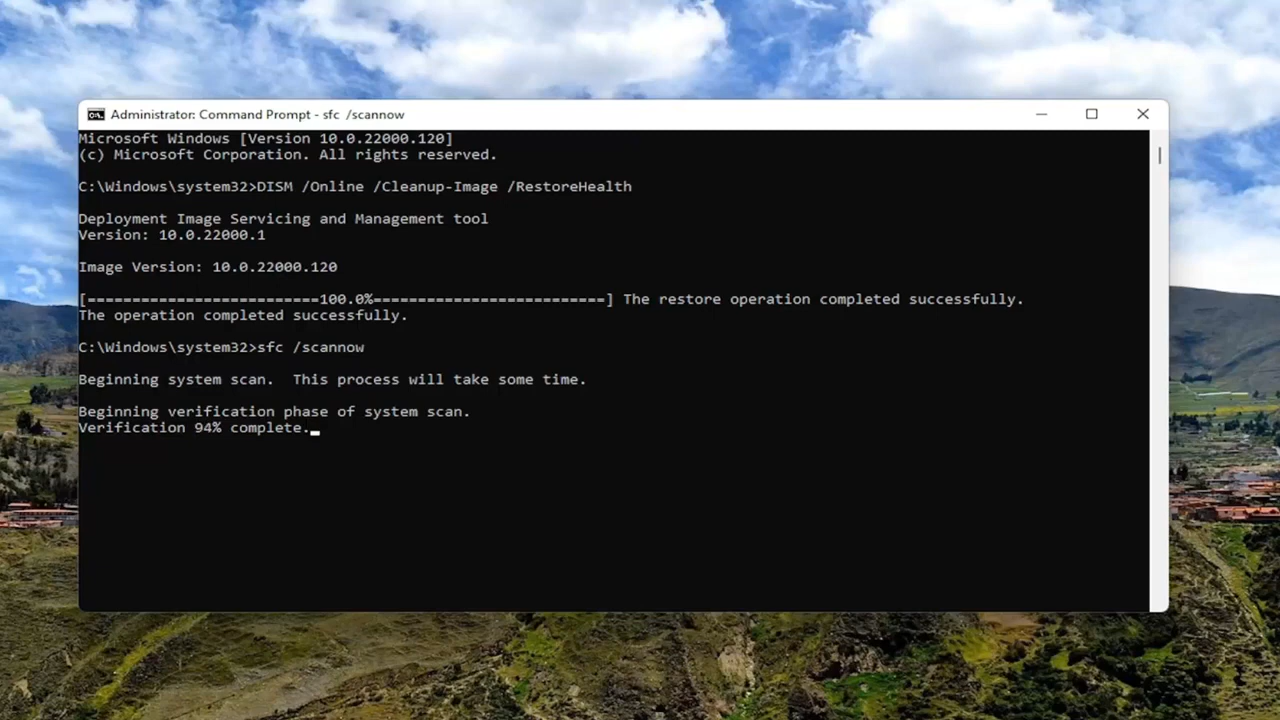 Administrator: Command Prompt - sfc  /scannow
Microsoft Windows [Version 10.0.22000.120]
(c) Microsoft Corporation. All rights reserved.
C:\Windows\system32>DISM /Online /Cleanup-Image /RestoreHealth
Deployment Image Servicing and Management tool
Version: 10.0.22000.1
Image Version: 10.0.22000.120
[==========================100.0%==========================] The restore operation completed successfully.
The operation completed successfully.
C:\Windows\system32>sfc /scannow
Beginning system scan.  This process will take some time.
Beginning verification phase of system scan.
Verification 94% complete.